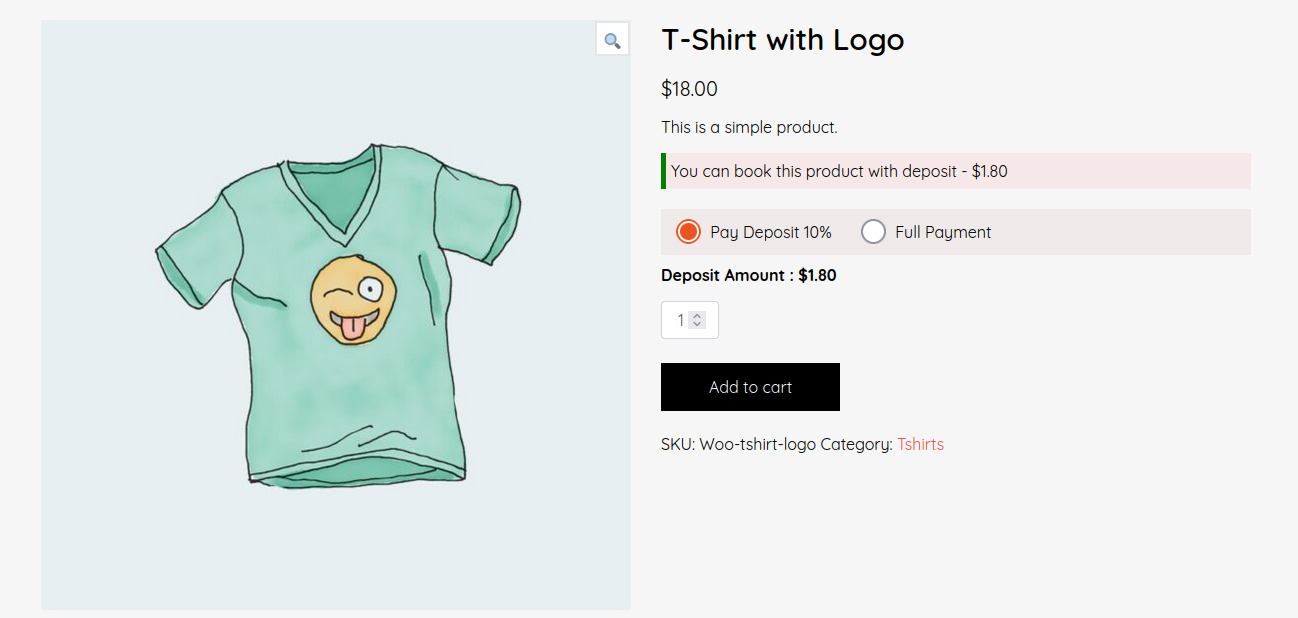 T-Shirt with Logo
$18.00
This is a simple product.
You can book this product with deposit - $1.80
Pay Deposit 10% Full Payment
Deposit Amount : $1.80
1
Add to cart
SKU: Woo-tshirt-logo Category: Tshirts